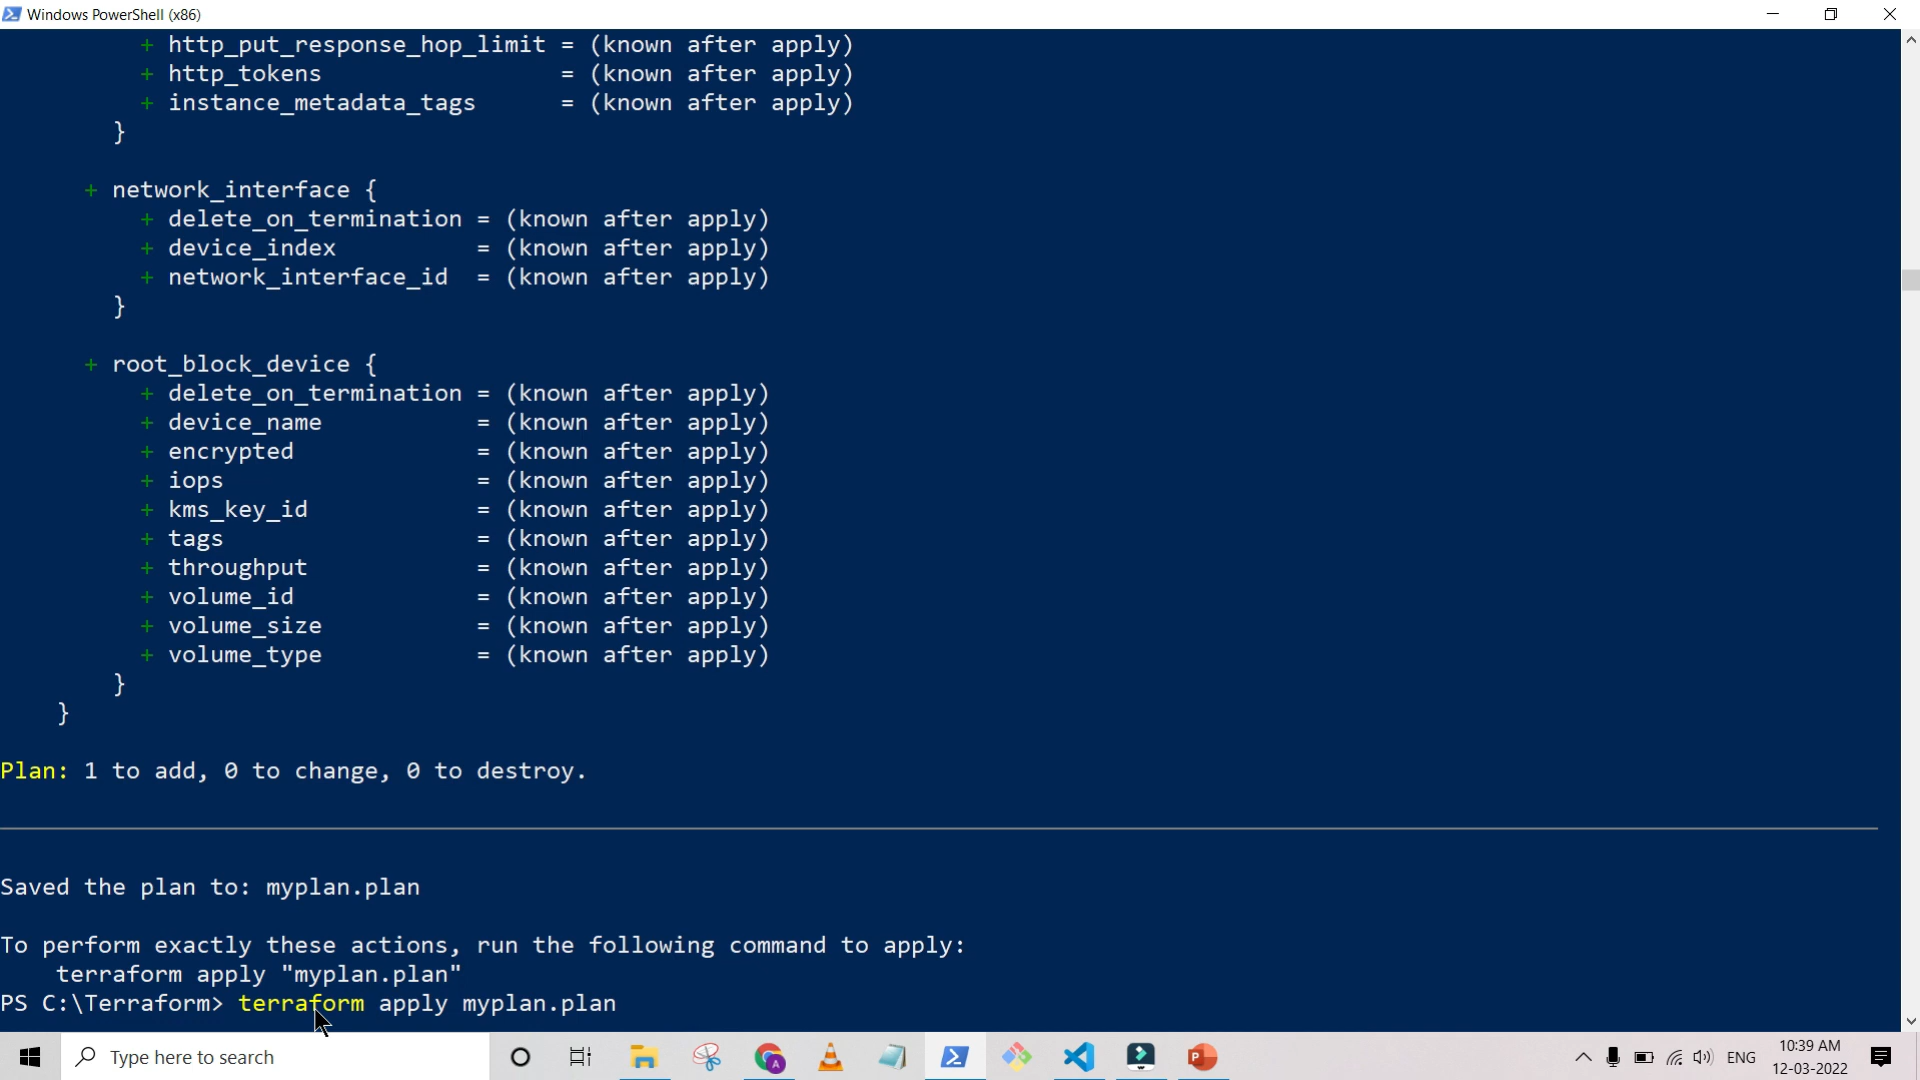 Windows PowerShell (x86)
+ http_put_response_hop_limit = (known after apply)
+ http_tokens = (known after apply)
+ instance_metadata_tags = (known after apply)
}
+ network_interface {
+ delete_on_termination = (known after apply)
+ device_index = (known after apply)
+ network_interface_id = (known after apply)
}
+ root_block_device {
+ delete_on_termination = (known after apply)
+ device_name = (known after apply)
+ encrypted = (known after apply)
+ iops = (known after apply)
+ kms_key_id = (known after apply)
+ tags = (known after apply)
+ throughput = (known after apply)
+ volume_id = (known after apply)
+ volume_size = (known after apply)
+ volume_type = (known after apply)
}
}
Plan: 1 to add, 0 to change, 0 to destroy.
Saved the plan to: myplan.plan
To perform exactly these actions, run the following command to apply:
terraform apply "myplan.plan"
PS C:\Terraform> terraform apply myplan.plan
Type here to search
ENG
10:39 AM
12-03-2022